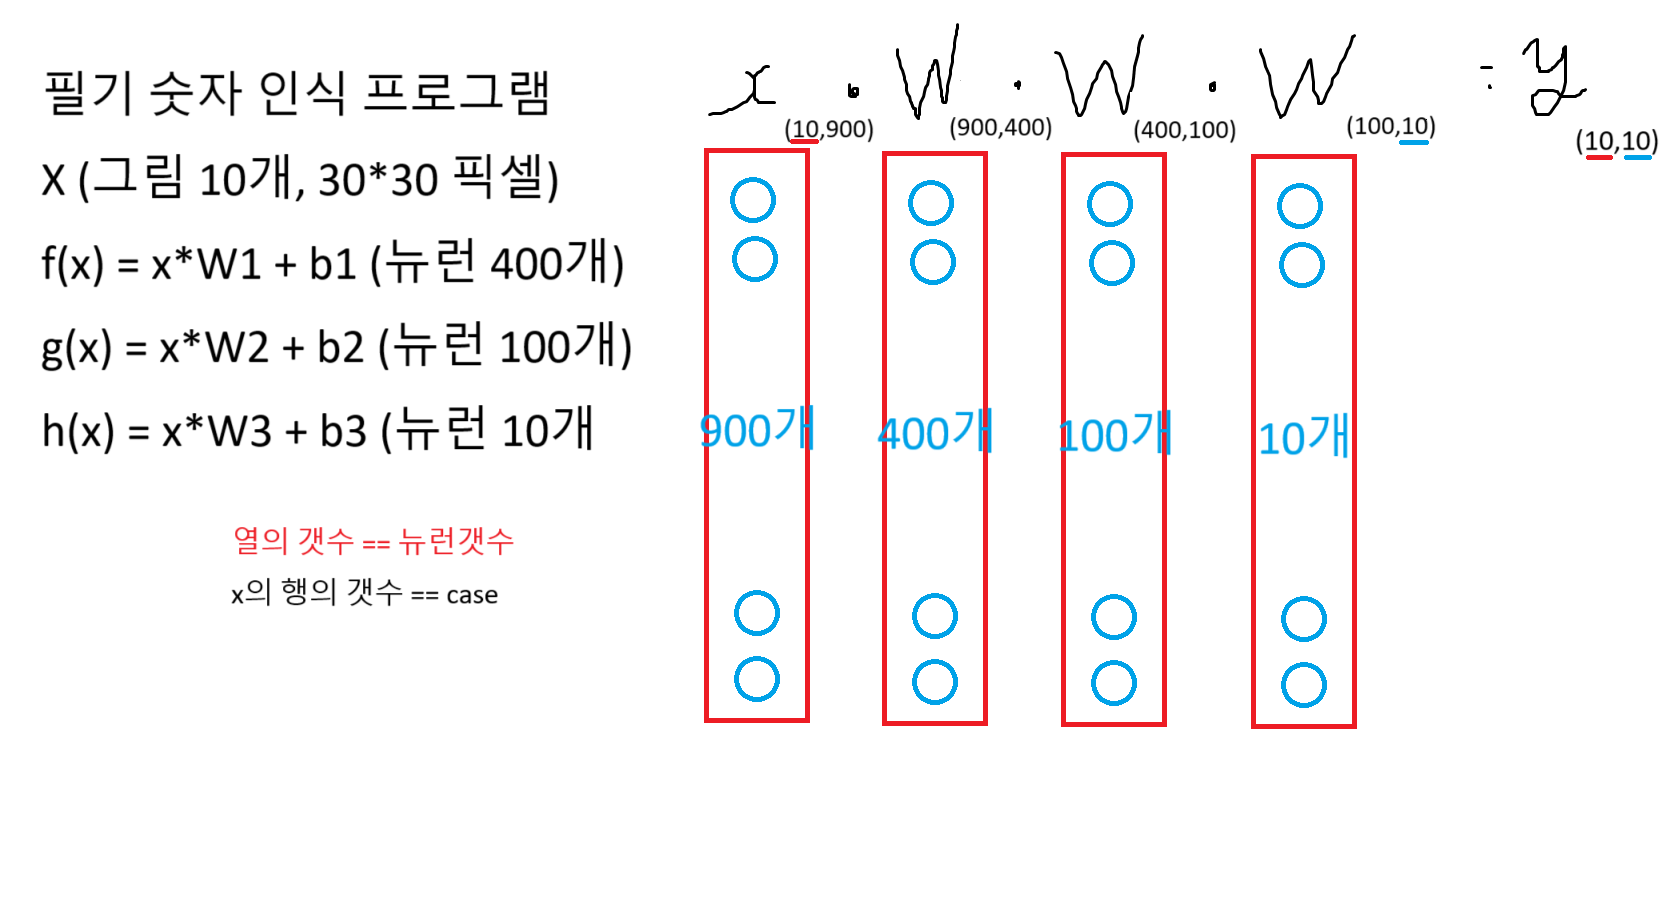 필기 숫자 인식 프로그램
X (그림 10개, 30*30 픽셀)
f(x) = x*W1 + b1 (뉴런 400개)
g(x) = x*W2 + b2 (뉴런 100개)
h(x) = x*W3 + b3 (뉴런 10개
열의 갯수 == 뉴런갯수
x의 행의 갯수 == case
x . W . W . W = y
(10,900) (900,400) (400,100) (100,10) (10,10)
900개 400개 100개 10개